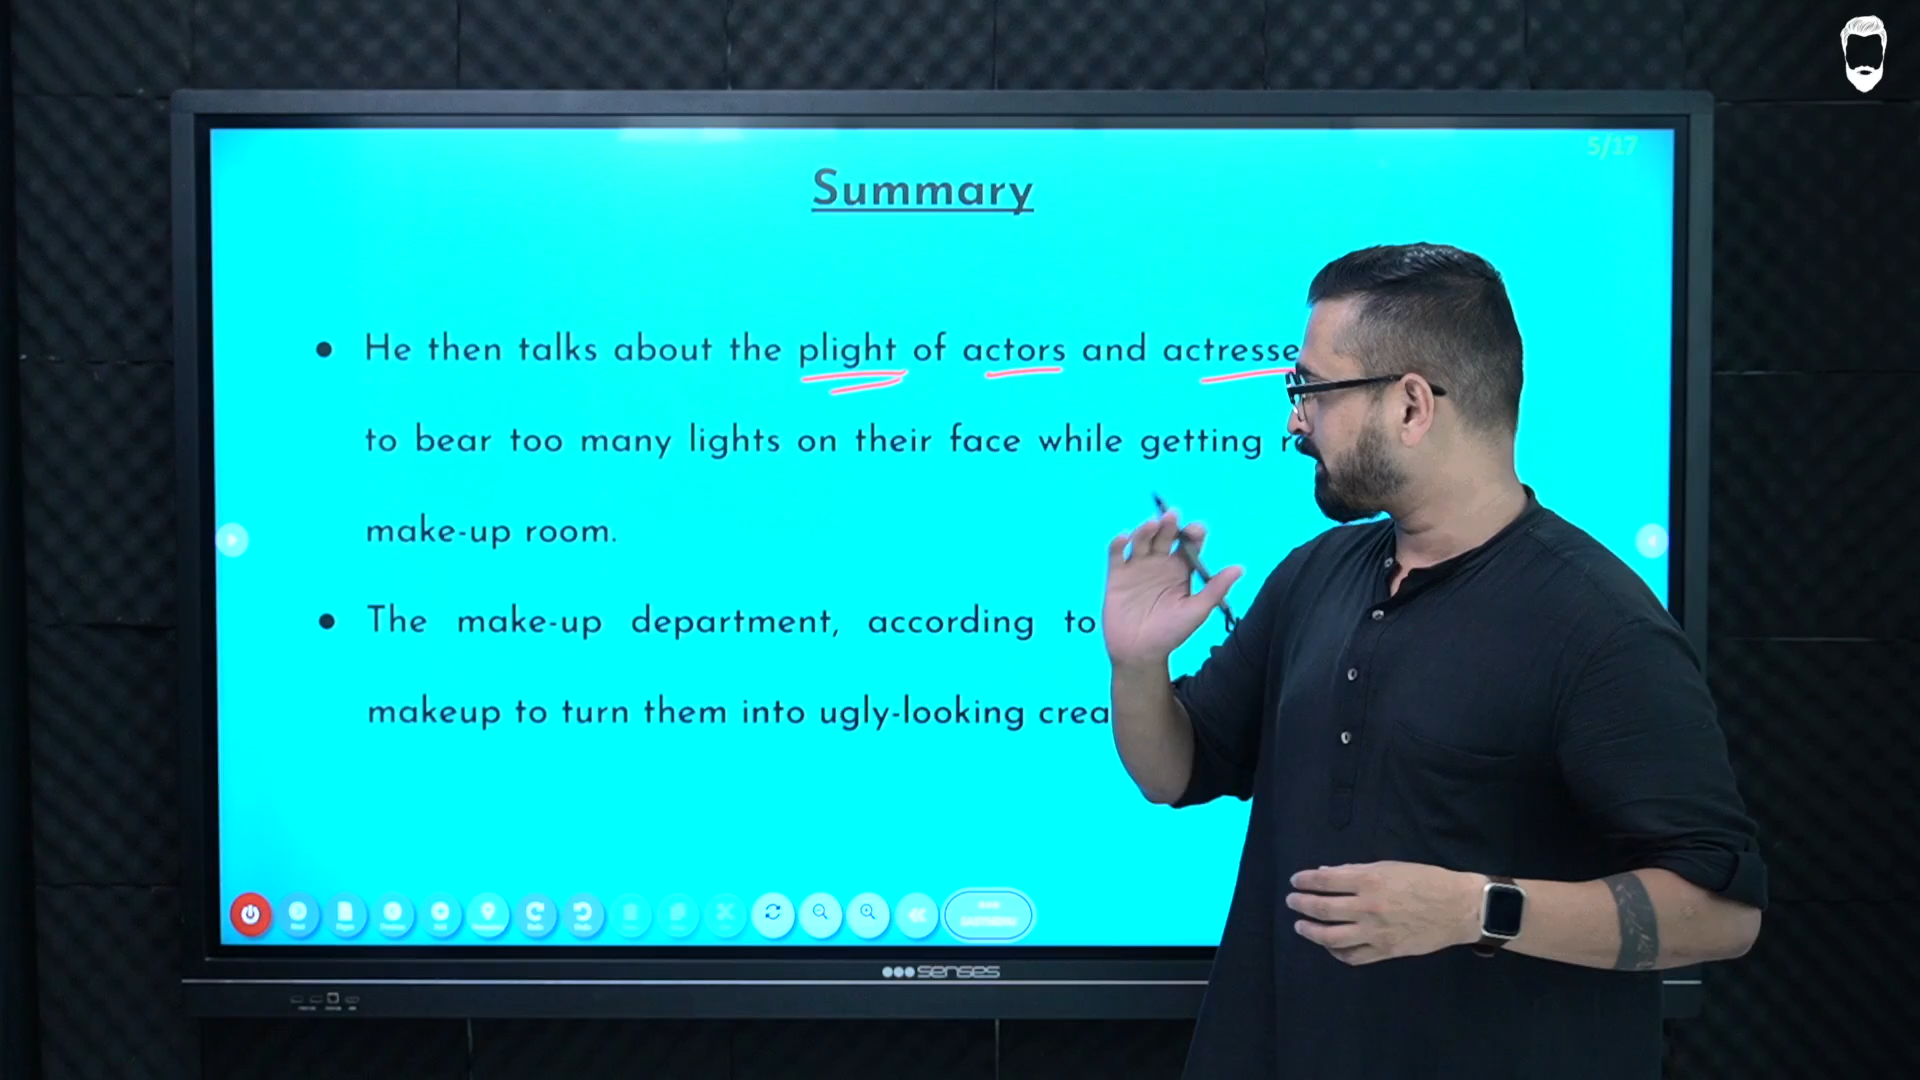 5/17
Summary
He then talks about the plight of actors and actresse
to bear too many lights on their face while getting
make-up room.
The make-up department, according to
makeup to turn them into ugly-looking
senses